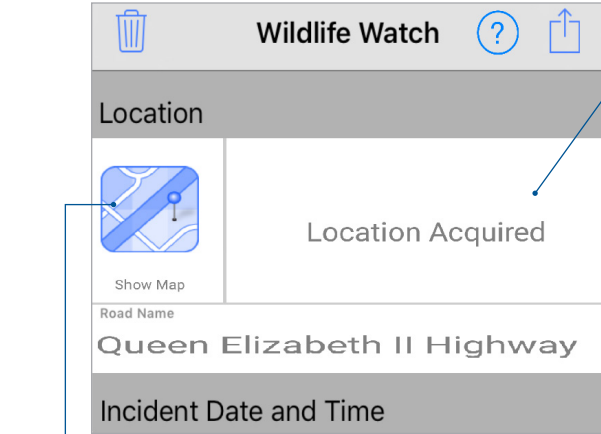 Wildlife Watch ?
Location
Location Acquired
Show Map
Road Name
Queen Elizabeth II Highway
Incident Date and Time